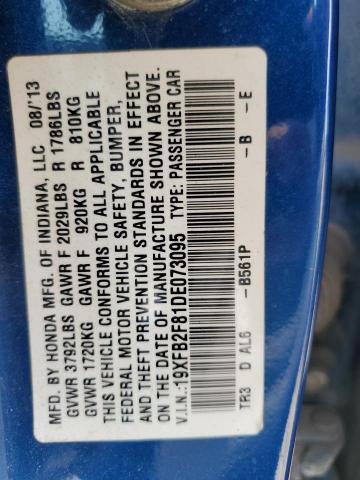 MFD. BY HONDA MFG. OF INDIANA, LLC 08/'13
GVWR 3792LBS GAWR F 2029LBS R 1786LBS
GVWR 1720KG GAWR F 920KG R 810KG
THIS VEHICLE CONFORMS TO ALL APPLICABLE
FEDERAL MOTOR VEHICLE SAFETY, BUMPER,
AND THEFT PREVENTION STANDARDS IN EFFECT
ON THE DATE OF MANUFACTURE SHOWN ABOVE.
V.I.N.:19XFB2F81DE073095 TYPE: PASSENGER CAR
TR3 D AL6 -B561P -B -E